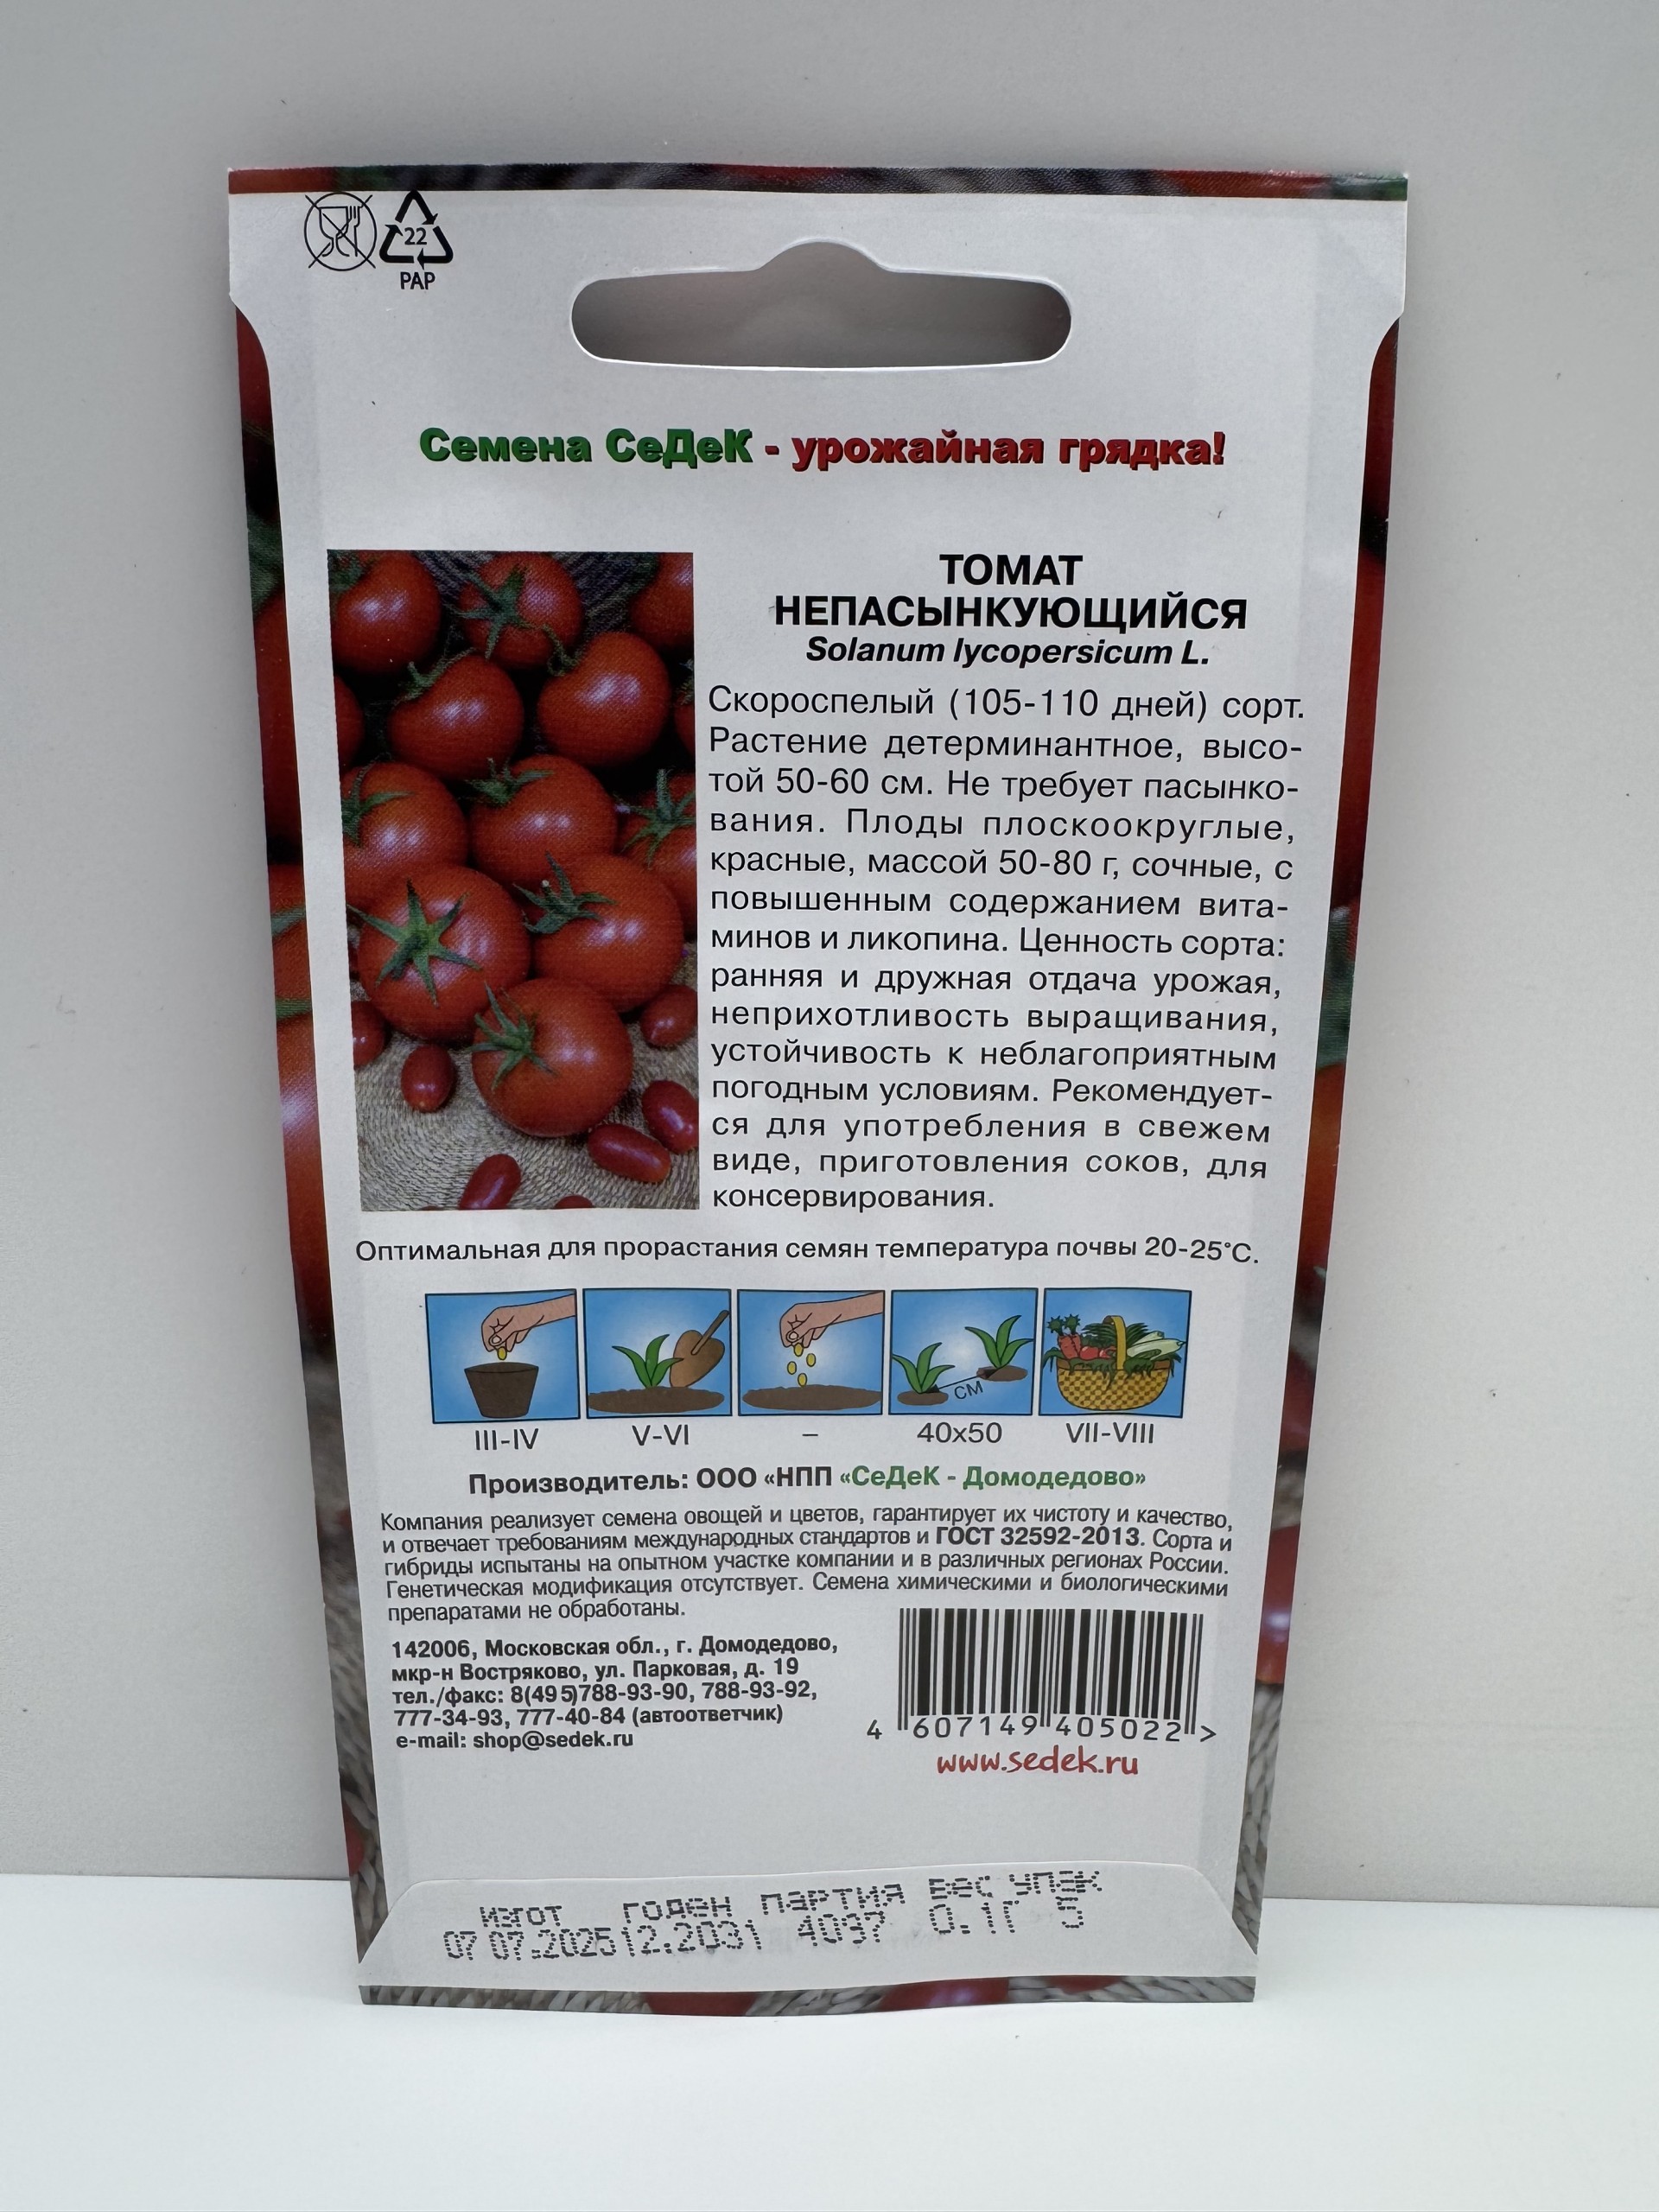 22
PAP
Семена СеДеК - урожайная грядка!
ТОМАТ
НЕПАСЫНКУЮЩИЙСЯ
Solanum lycopersicum L.
Скороспелый (105-110 дней) сорт.
Растение детерминантное, высо-
той 50-60 см. Не требует пасынко-
вания. Плоды плоскоокруглые,
красные, массой 50-80 г, сочные, с
повышенным содержанием вита-
минов и ликопина. Ценность сорта:
ранняя и дружная отдача урожая,
неприхотливость выращивания,
устойчивость к неблагоприятным
погодным условиям. Рекомендует-
ся для употребления в свежем
виде, приготовления соков, для
консервирования.
Оптимальная для прорастания семян температура почвы 20-25°С.
см
III-IV V-VI – 40х50 VII-VIII
Производитель: ООО «НПП «СеДеК - Домодедово»
Компания реализует семена овощей и цветов, гарантирует их чистоту и качество,
и отвечает требованиям международных стандартов и ГОСТ 32592-2013. Сорта и
гибриды испытаны на опытном участке компании и в различных регионах России.
Генетическая модификация отсутствует. Семена химическими и биологическими
препаратами не обработаны.
142006, Московская обл., г. Домодедово,
мкр-н Востряково, ул. Парковая, д. 19
тел./факс: 8(495)788-93-90, 788-93-92,
777-34-93, 777-40-84 (автоответчик)
e-mail: shop@sedek.ru
4 607149 405022 >
www.sedek.ru
изгот годен партия вес упак
07 07.2025 12.2031 4097 0.1г 5